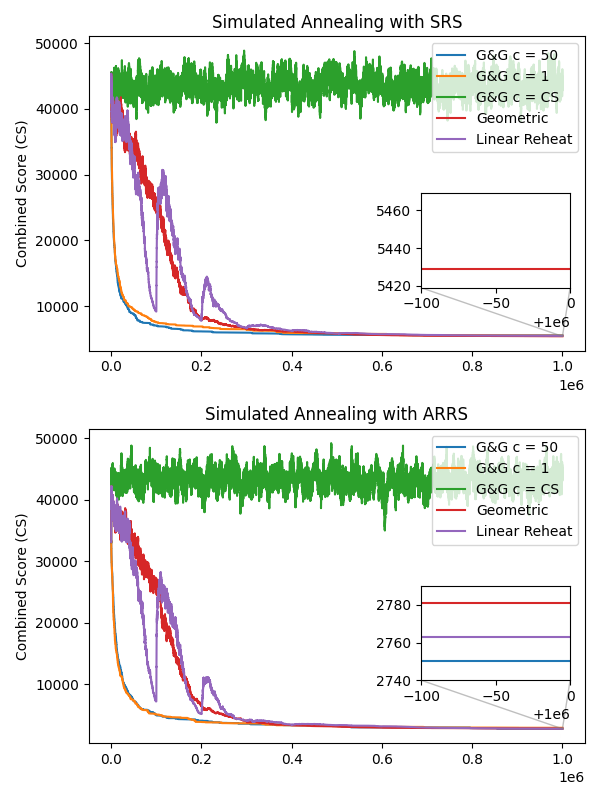 Simulated Annealing with SRS
Combined Score (CS)
50000
40000
30000
20000
10000
G&G c = 50
G&G c = 1
G&G c = CS
Geometric
Linear Reheat
5460
5440
5420
−100 −50 0
+1e6
0.0 0.2 0.4 0.6 0.8 1.0
1e6
Simulated Annealing with ARRS
Combined Score (CS)
50000
40000
30000
20000
10000
G&G c = 50
G&G c = 1
G&G c = CS
Geometric
Linear Reheat
2780
2760
2740
−100 −50 0
+1e6
0.0 0.2 0.4 0.6 0.8 1.0
1e6